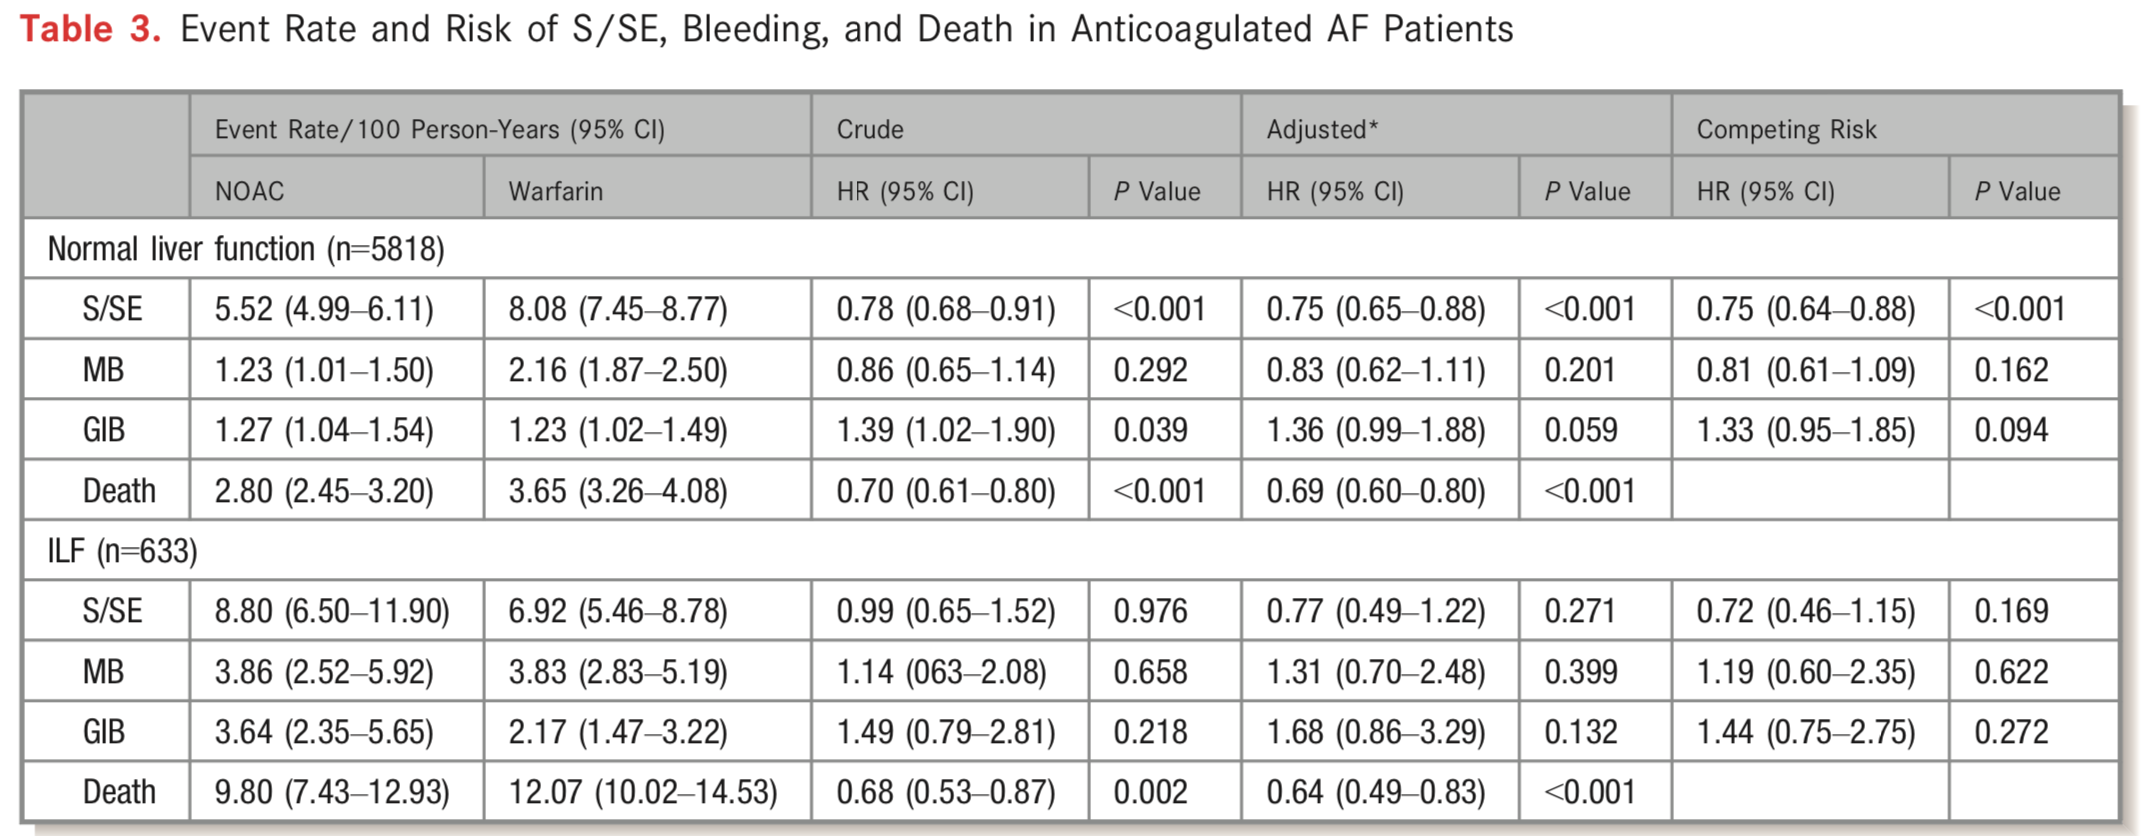 Table 3. Event Rate and Risk of S/SE, Bleeding, and Death in Anticoagulated AF Patients
Event Rate/100 Person-Years (95% CI) Crude Adjusted* Competing Risk
NOAC Warfarin HR (95% CI) P Value HR (95% CI) P Value HR (95% CI) P Value
Normal liver function (n=5818)
S/SE 5.52 (4.99–6.11) 8.08 (7.45–8.77) 0.78 (0.68–0.91) <0.001 0.75 (0.65–0.88) <0.001 0.75 (0.64–0.88) <0.001
MB 1.23 (1.01–1.50) 2.16 (1.87–2.50) 0.86 (0.65–1.14) 0.292 0.83 (0.62–1.11) 0.201 0.81 (0.61–1.09) 0.162
GIB 1.27 (1.04–1.54) 1.23 (1.02–1.49) 1.39 (1.02–1.90) 0.039 1.36 (0.99–1.88) 0.059 1.33 (0.95–1.85) 0.094
Death 2.80 (2.45–3.20) 3.65 (3.26–4.08) 0.70 (0.61–0.80) <0.001 0.69 (0.60–0.80) <0.001
ILF (n=633)
S/SE 8.80 (6.50–11.90) 6.92 (5.46–8.78) 0.99 (0.65–1.52) 0.976 0.77 (0.49–1.22) 0.271 0.72 (0.46–1.15) 0.169
MB 3.86 (2.52–5.92) 3.83 (2.83–5.19) 1.14 (063–2.08) 0.658 1.31 (0.70–2.48) 0.399 1.19 (0.60–2.35) 0.622
GIB 3.64 (2.35–5.65) 2.17 (1.47–3.22) 1.49 (0.79–2.81) 0.218 1.68 (0.86–3.29) 0.132 1.44 (0.75–2.75) 0.272
Death 9.80 (7.43–12.93) 12.07 (10.02–14.53) 0.68 (0.53–0.87) 0.002 0.64 (0.49–0.83) <0.001